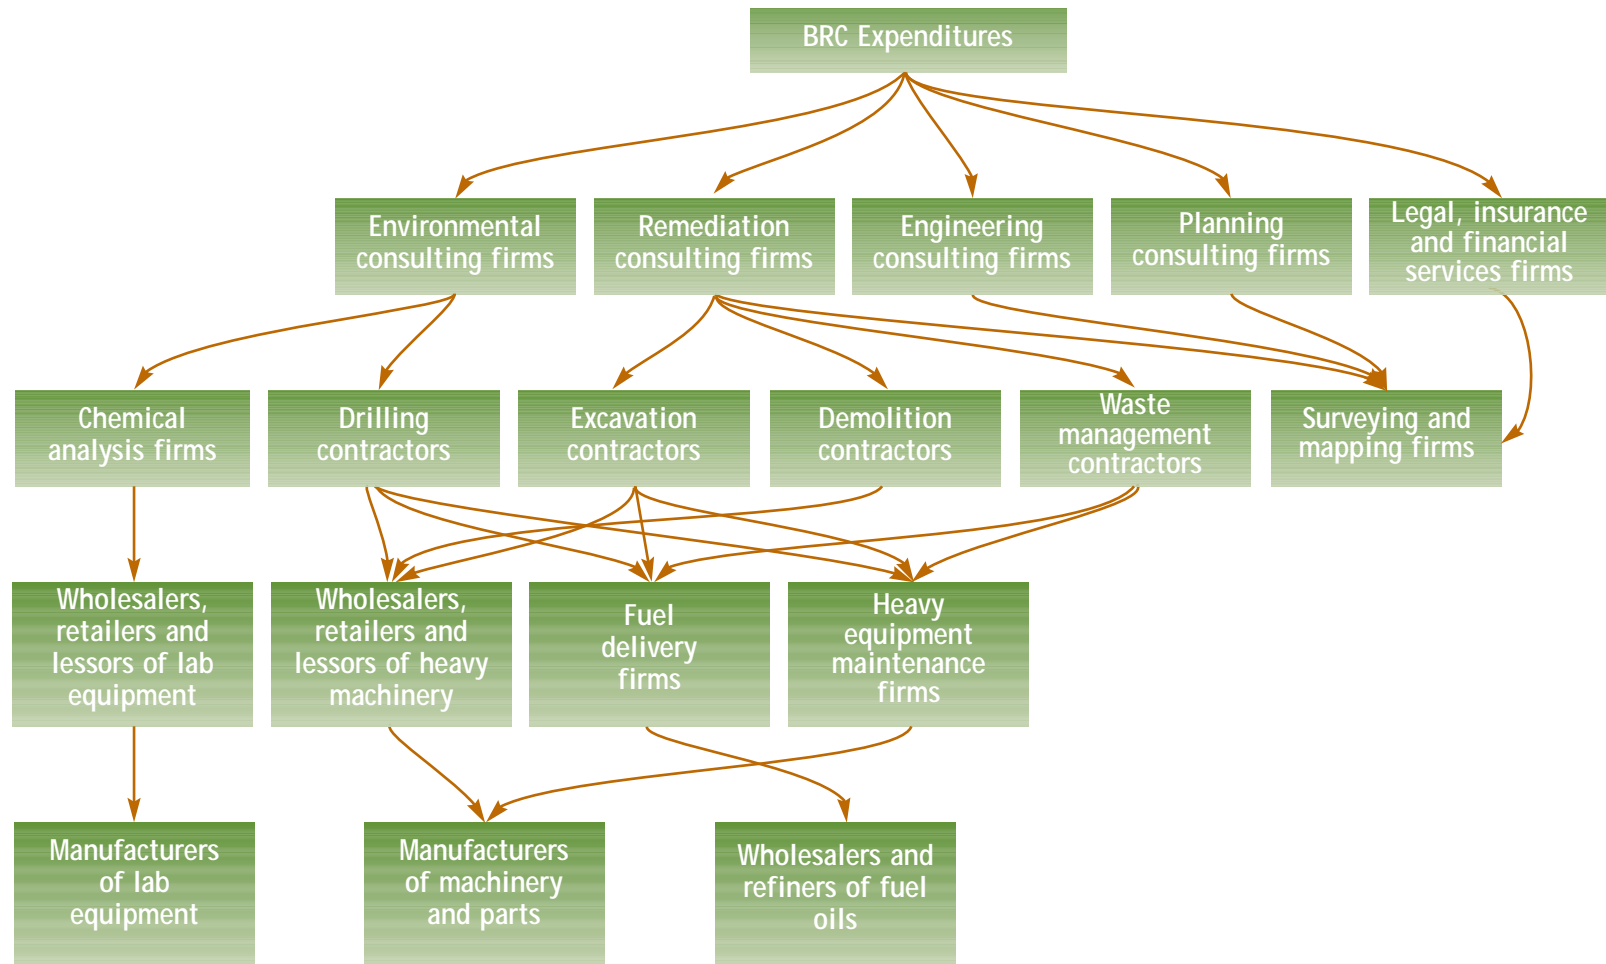 BRC Expenditures
Environmental
consulting firms
Remediation
consulting firms
Engineering
consulting firms
Planning
consulting firms
Legal, insurance
and financial
services firms
Chemical
analysis firms
Drilling
contractors
Excavation
contractors
Demolition
contractors
Waste
management
contractors
Surveying and
mapping firms
Wholesalers,
retailers and
lessors of lab
equipment
Wholesalers,
retailers and
lessors of heavy
machinery
Fuel
delivery
firms
Heavy
equipment
maintenance
firms
Manufacturers
of lab
equipment
Manufacturers
of machinery
and parts
Wholesalers and
refiners of fuel
oils